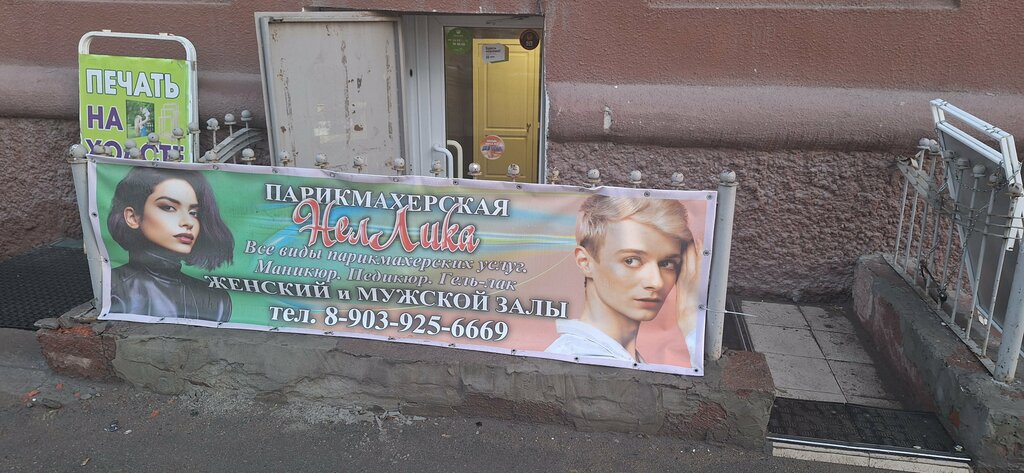 ПЕЧАТЬ
НА
ХОЛСТЕ
ПАРИКМАХЕРСКАЯ
НелЛика
Все виды парикмахерских услуг.
Маникюр. Педикюр. Гель-лак
ЖЕНСКИЙ и МУЖСКОЙ ЗАЛЫ
тел. 8-903-925-6669